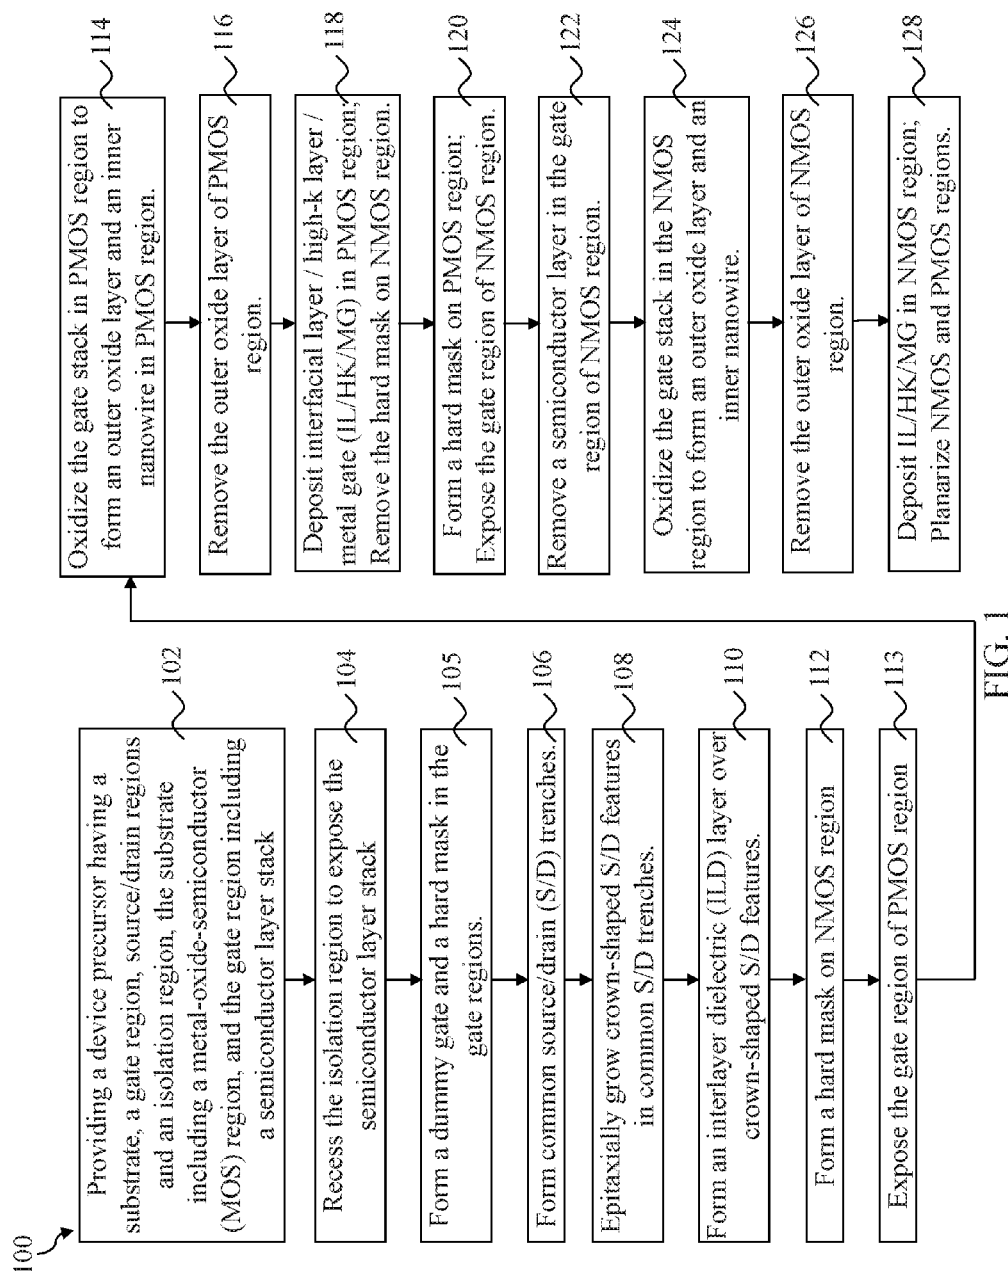 100
Providing a device precursor having a
substrate, a gate region, source/drain regions
and an isolation region, the substrate
including a metal-oxide-semiconductor
(MOS) region, and the gate region including
a semiconductor layer stack
102
Recess the isolation region to expose the
semiconductor layer stack
104
Form a dummy gate and a hard mask in the
gate regions.
105
Form common source/drain (S/D) trenches.
106
Epitaxially grow crown-shaped S/D features
in common S/D trenches.
108
Form an interlayer dielectric (ILD) layer over
crown-shaped S/D features.
110
Form a hard mask on NMOS region
112
Expose the gate region of PMOS region
113
Oxdize the gate stack in PMOS region to
form an outer oxide layer and an inner
nanowire in PMOS region.
114
Remove the outer oxide layer of PMOS
region.
116
Deposit interfacial layer / high-k layer /
metal gate (IL/HK/MG) in PMOS region;
Remove the hard mask on NMOS region.
118
Form a hard mask on PMOS region;
Expose the gate region of NMOS region.
120
Remove a semiconductor layer in the gate
region of NMOS region.
122
Oxidize the gate stack in the NMOS
region to form an outer oxide layer and an
inner nanowire.
124
Remove the outer oxide layer of NMOS
region.
126
Deposit IL/HK/MG in NMOS region;
Planarize NMOS and PMOS regions.
128
FIG. 1